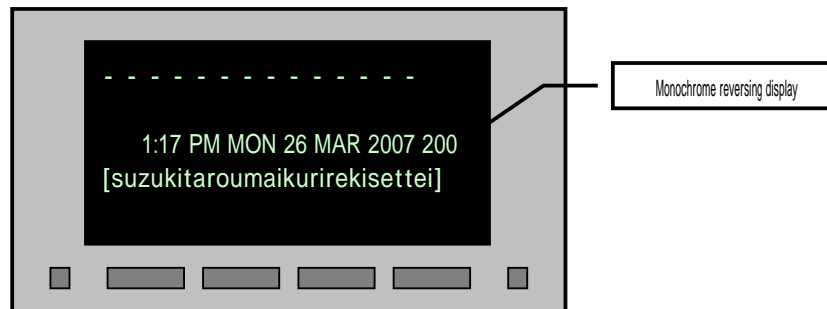 - - - - - - - - - - - - - -
1:17 PM MON 26 MAR 2007 200
[suzukitaroumaikurirekisettei]
Monochrome reversing display